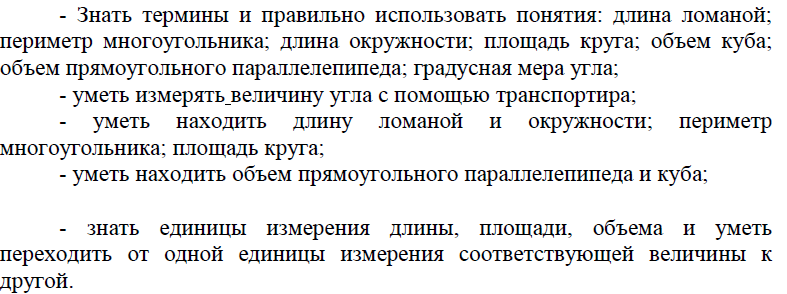 - Знать термины и правильно использовать понятия: длина ломаной;
периметр многоугольника; длина окружности; площадь круга; объем куба;
объем прямоугольного параллелепипеда; градусная мера угла;
- уметь измерять величину угла с помощью транспортира;
- уметь находить длину ломаной и окружности; периметр
многоугольника; площадь круга;
- уметь находить объем прямоугольного параллелепипеда и куба;
- знать единицы измерения длины, площади, объема и уметь
переходить от одной единицы измерения соответствующей величины к
другой.